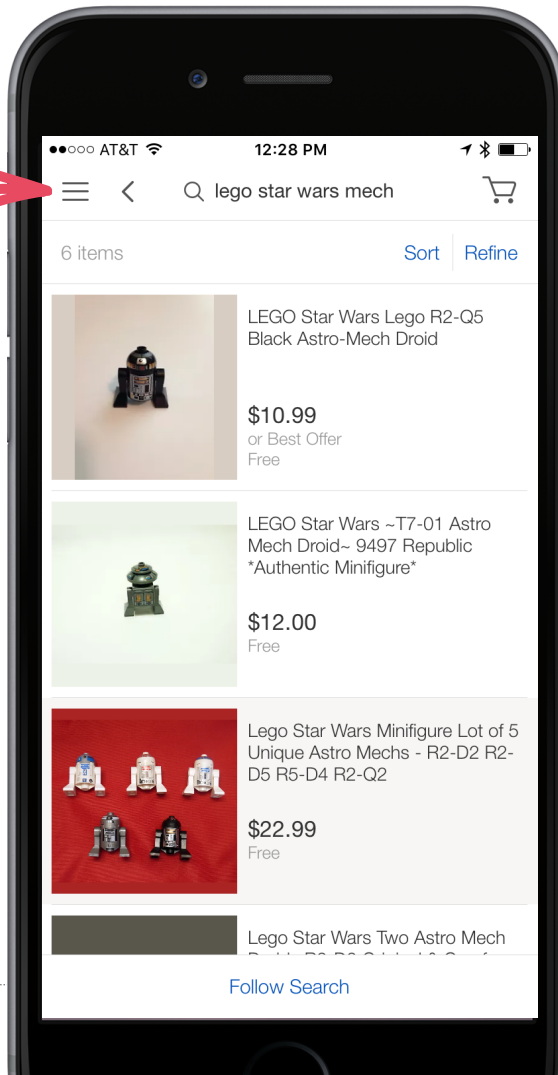 AT&T 12:28 PM
lego star wars mech
6 items Sort Refine
LEGO Star Wars Lego R2-Q5
Black Astro-Mech Droid
$10.99
or Best Offer
Free
LEGO Star Wars ~T7-01 Astro
Mech Droid~ 9497 Republic
*Authentic Minifigure*
$12.00
Free
Lego Star Wars Minifigure Lot of 5
Unique Astro Mechs - R2-D2 R2-
D5 R5-D4 R2-Q2
$22.99
Free
Lego Star Wars Two Astro Mech
Follow Search